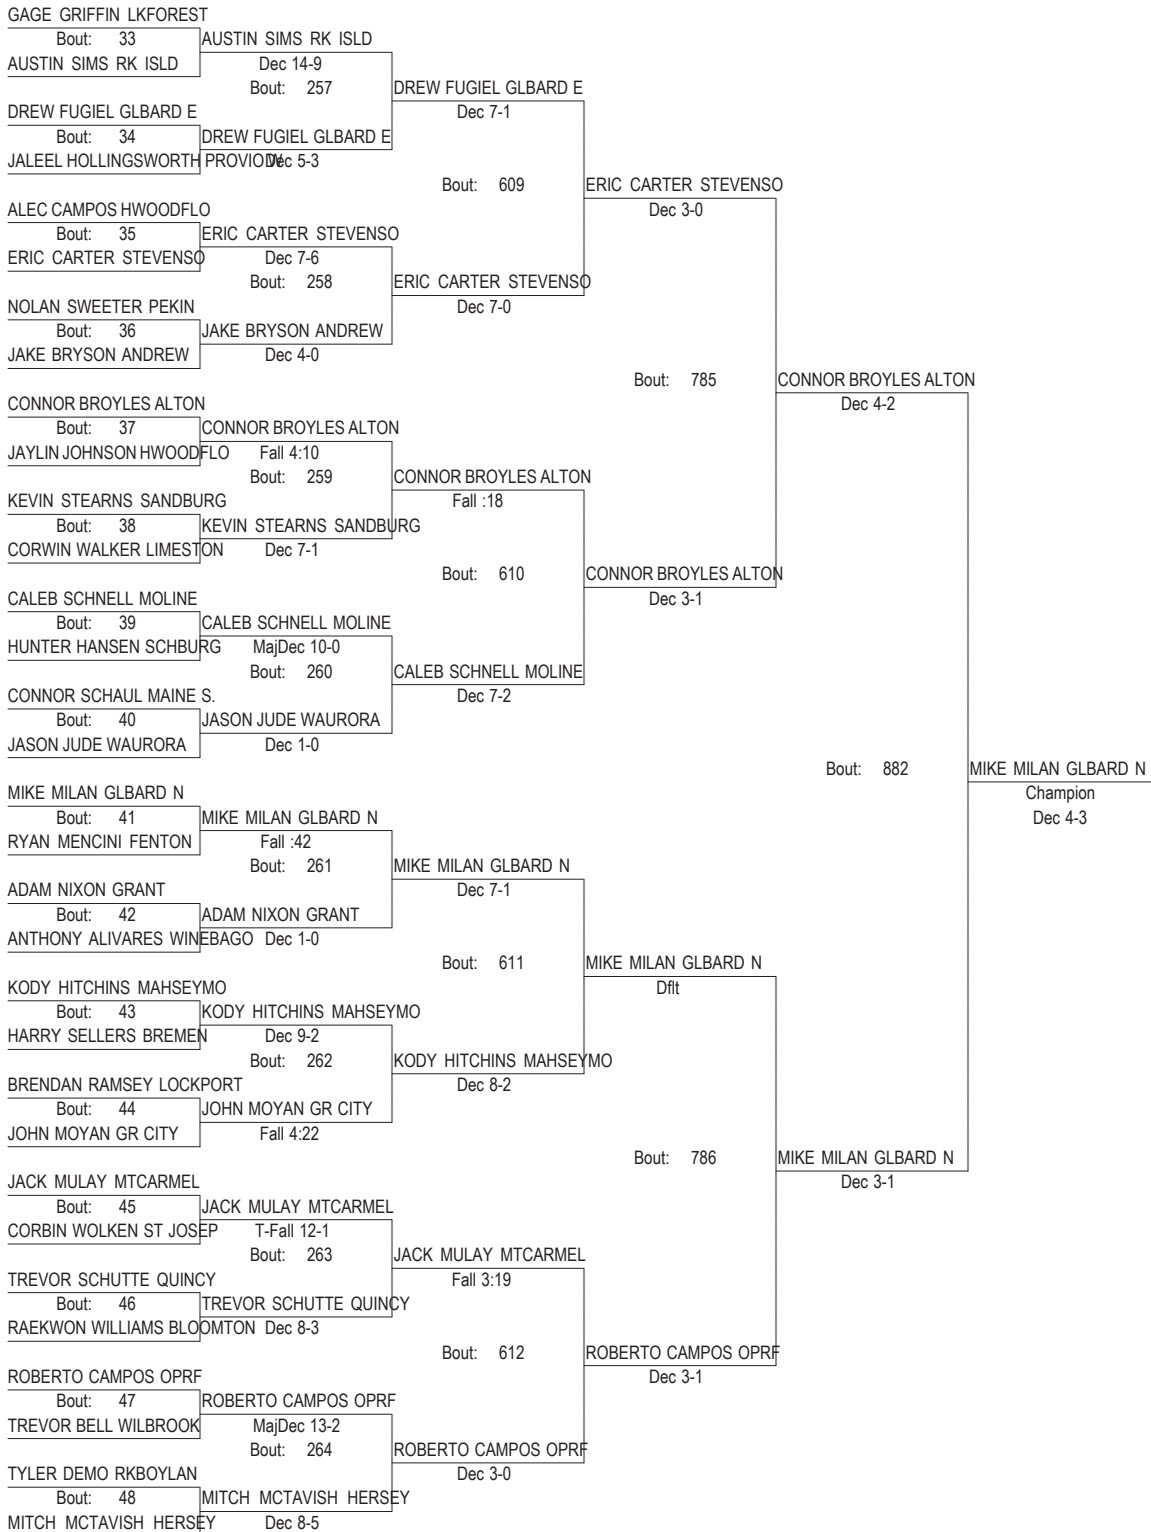 GAGE GRIFFIN LKFOREST
Bout: 33 AUSTIN SIMS RK ISLD
AUSTIN SIMS RK ISLD Dec 14-9
Bout: 257 DREW FUGIEL GLBARD E
DREW FUGIEL GLBARD E Dec 7-1
Bout: 34 DREW FUGIEL GLBARD E
JALEEL HOLLINGSWORTH PROVIODW Dec 5-3
Bout: 609 ERIC CARTER STEVENSO
ALEC CAMPOS HWOODFLO Dec 3-0
Bout: 35 ERIC CARTER STEVENSO
ERIC CARTER STEVENSO Dec 7-6
Bout: 258 ERIC CARTER STEVENSO
NOLAN SWEETER PEKIN Dec 7-0
Bout: 36 JAKE BRYSON ANDREW
JAKE BRYSON ANDREW Dec 4-0
Bout: 785 CONNOR BROYLES ALTON
CONNOR BROYLES ALTON Dec 4-2
Bout: 37 CONNOR BROYLES ALTON
JAYLIN JOHNSON HWOODFLO Fall 4:10
Bout: 259 CONNOR BROYLES ALTON
KEVIN STEARNS SANDBURG Fall :18
Bout: 38 KEVIN STEARNS SANDBURG
CORWIN WALKER LIMESTON Dec 7-1
Bout: 610 CONNOR BROYLES ALTON
CALEB SCHNELL MOLINE Dec 3-1
Bout: 39 CALEB SCHNELL MOLINE
HUNTER HANSEN SCHBURG MajDec 10-0
Bout: 260 CALEB SCHNELL MOLINE
CONNOR SCHAUL MAINE S. Dec 7-2
Bout: 40 JASON JUDE WAURORA
JASON JUDE WAURORA Dec 1-0
Bout: 882 MIKE MILAN GLBARD N
MIKE MILAN GLBARD N Champion
Bout: 41 MIKE MILAN GLBARD N Dec 4-3
RYAN MENCINI FENTON Fall :42
Bout: 261 MIKE MILAN GLBARD N
ADAM NIXON GRANT Dec 7-1
Bout: 42 ADAM NIXON GRANT
ANTHONY ALIVARES WINEBAGO Dec 1-0
Bout: 611 MIKE MILAN GLBARD N
KODY HITCHINS MAHSEYMO Dflt
Bout: 43 KODY HITCHINS MAHSEYMO
HARRY SELLERS BREMEN Dec 9-2
Bout: 262 KODY HITCHINS MAHSEYMO
BRENDAN RAMSEY LOCKPORT Dec 8-2
Bout: 44 JOHN MOYAN GR CITY
JOHN MOYAN GR CITY Fall 4:22
Bout: 786 MIKE MILAN GLBARD N
JACK MULAY MTCARMEL Dec 3-1
Bout: 45 JACK MULAY MTCARMEL
CORBIN WOLKEN ST JOSEP T-Fall 12-1
Bout: 263 JACK MULAY MTCARMEL
TREVOR SCHUTTE QUINCY Fall 3:19
Bout: 46 TREVOR SCHUTTE QUINCY
RAEKWON WILLIAMS BLOOMTON Dec 8-3
Bout: 612 ROBERTO CAMPOS OPRF
ROBERTO CAMPOS OPRF Dec 3-1
Bout: 47 ROBERTO CAMPOS OPRF
TREVOR BELL WILBROOK MajDec 13-2
Bout: 264 ROBERTO CAMPOS OPRF
TYLER DEMO RKBOYLAN Dec 3-0
Bout: 48 MITCH MCTAVISH HERSEY
MITCH MCTAVISH HERSEY Dec 8-5